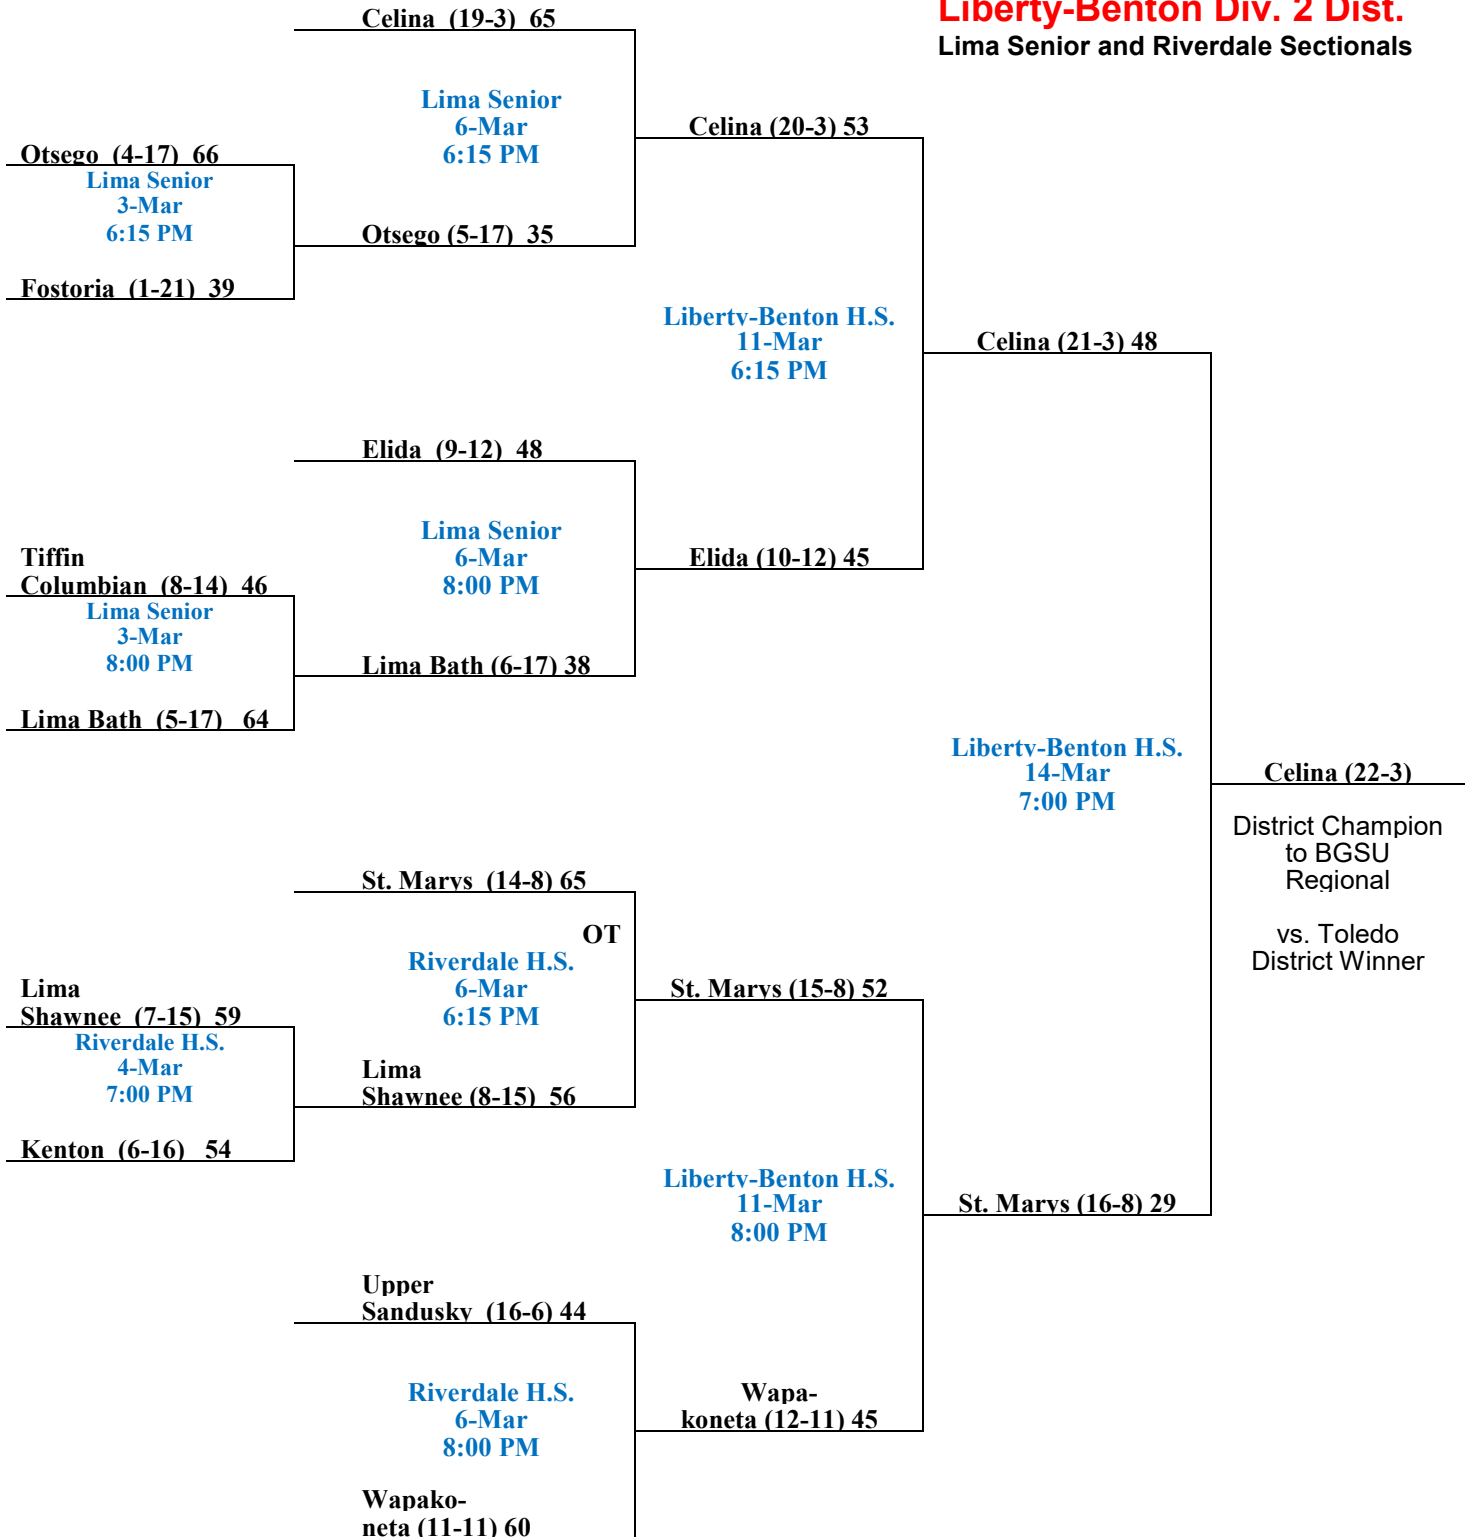 Liberty-Benton Div. 2 Dist.
Lima Senior and Riverdale Sectionals
Celina (19-3) 65
Lima Senior
6-Mar
6:15 PM
Celina (20-3) 53
Otsego (4-17) 66
Lima Senior
3-Mar
6:15 PM
Otsego (5-17) 35
Fostoria (1-21) 39
Liberty-Benton H.S.
11-Mar
6:15 PM
Celina (21-3) 48
Elida (9-12) 48
Lima Senior
6-Mar
8:00 PM
Elida (10-12) 45
Tiffin
Columbian (8-14) 46
Lima Senior
3-Mar
8:00 PM
Lima Bath (6-17) 38
Lima Bath (5-17) 64
Liberty-Benton H.S.
14-Mar
7:00 PM
Celina (22-3)
District Champion
to BGSU
Regional
vs. Toledo
District Winner
St. Marys (14-8) 65
OT
Riverdale H.S.
6-Mar
6:15 PM
St. Marys (15-8) 52
Lima
Shawnee (7-15) 59
Riverdale H.S.
4-Mar
7:00 PM
Lima
Shawnee (8-15) 56
Kenton (6-16) 54
Liberty-Benton H.S.
11-Mar
8:00 PM
St. Marys (16-8) 29
Upper
Sandusky (16-6) 44
Riverdale H.S.
6-Mar
8:00 PM
Wapa-
koneta (12-11) 45
Wapako-
neta (11-11) 60